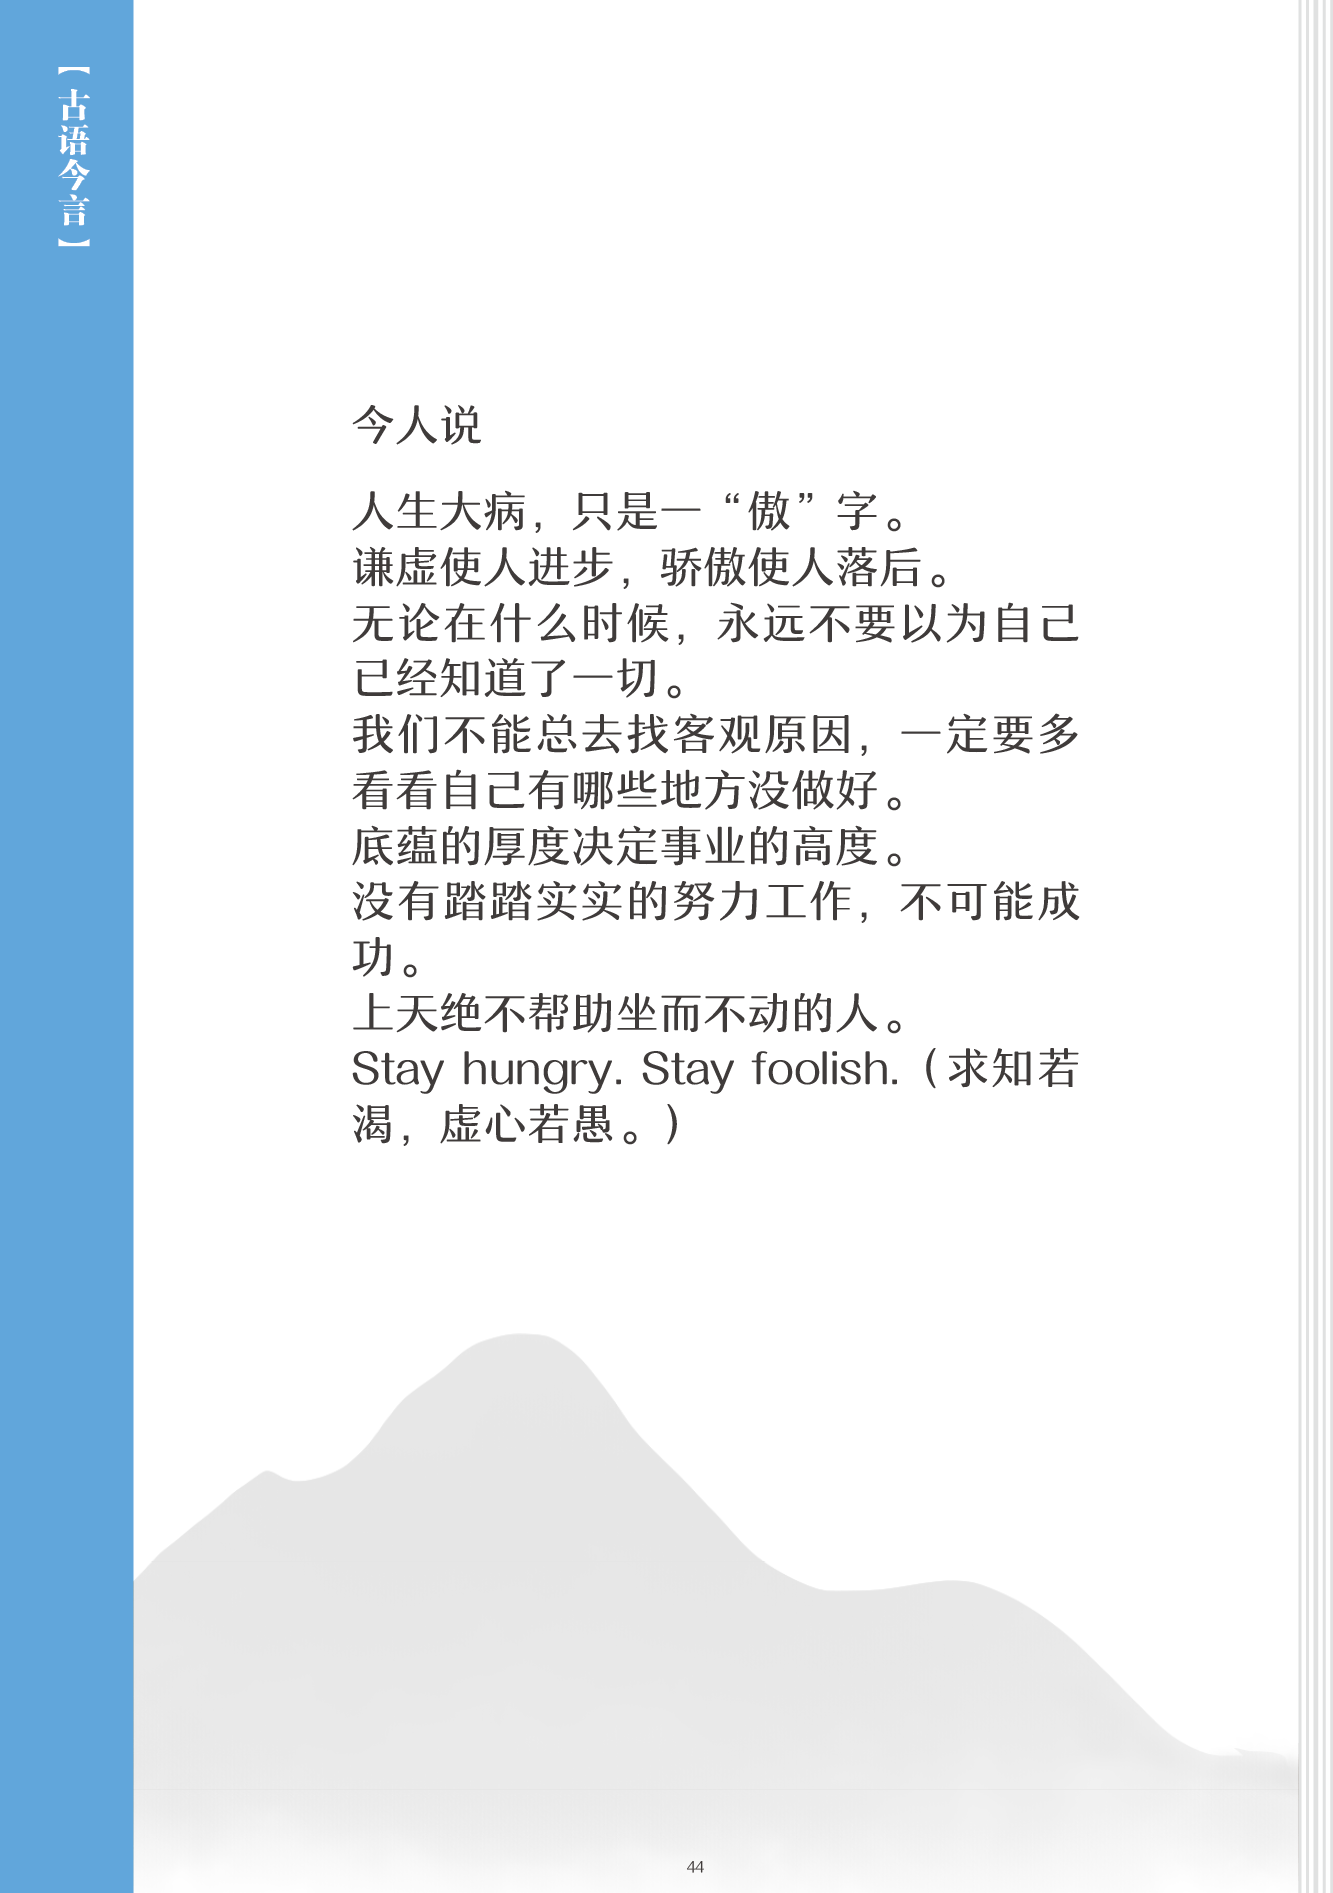 【古语今言】
今人说
人生大病，只是一“傲”字。
谦虚使人进步，骄傲使人落后。
无论在什么时候，永远不要以为自己
已经知道了一切。
我们不能总去找客观原因，一定要多
看看自己有哪些地方没做好。
底蕴的厚度决定事业的高度。
没有踏踏实实的努力工作，不可能成
功。
上天绝不帮助坐而不动的人。
Stay hungry. Stay foolish.（求知若
渴，虚心若愚。）
44